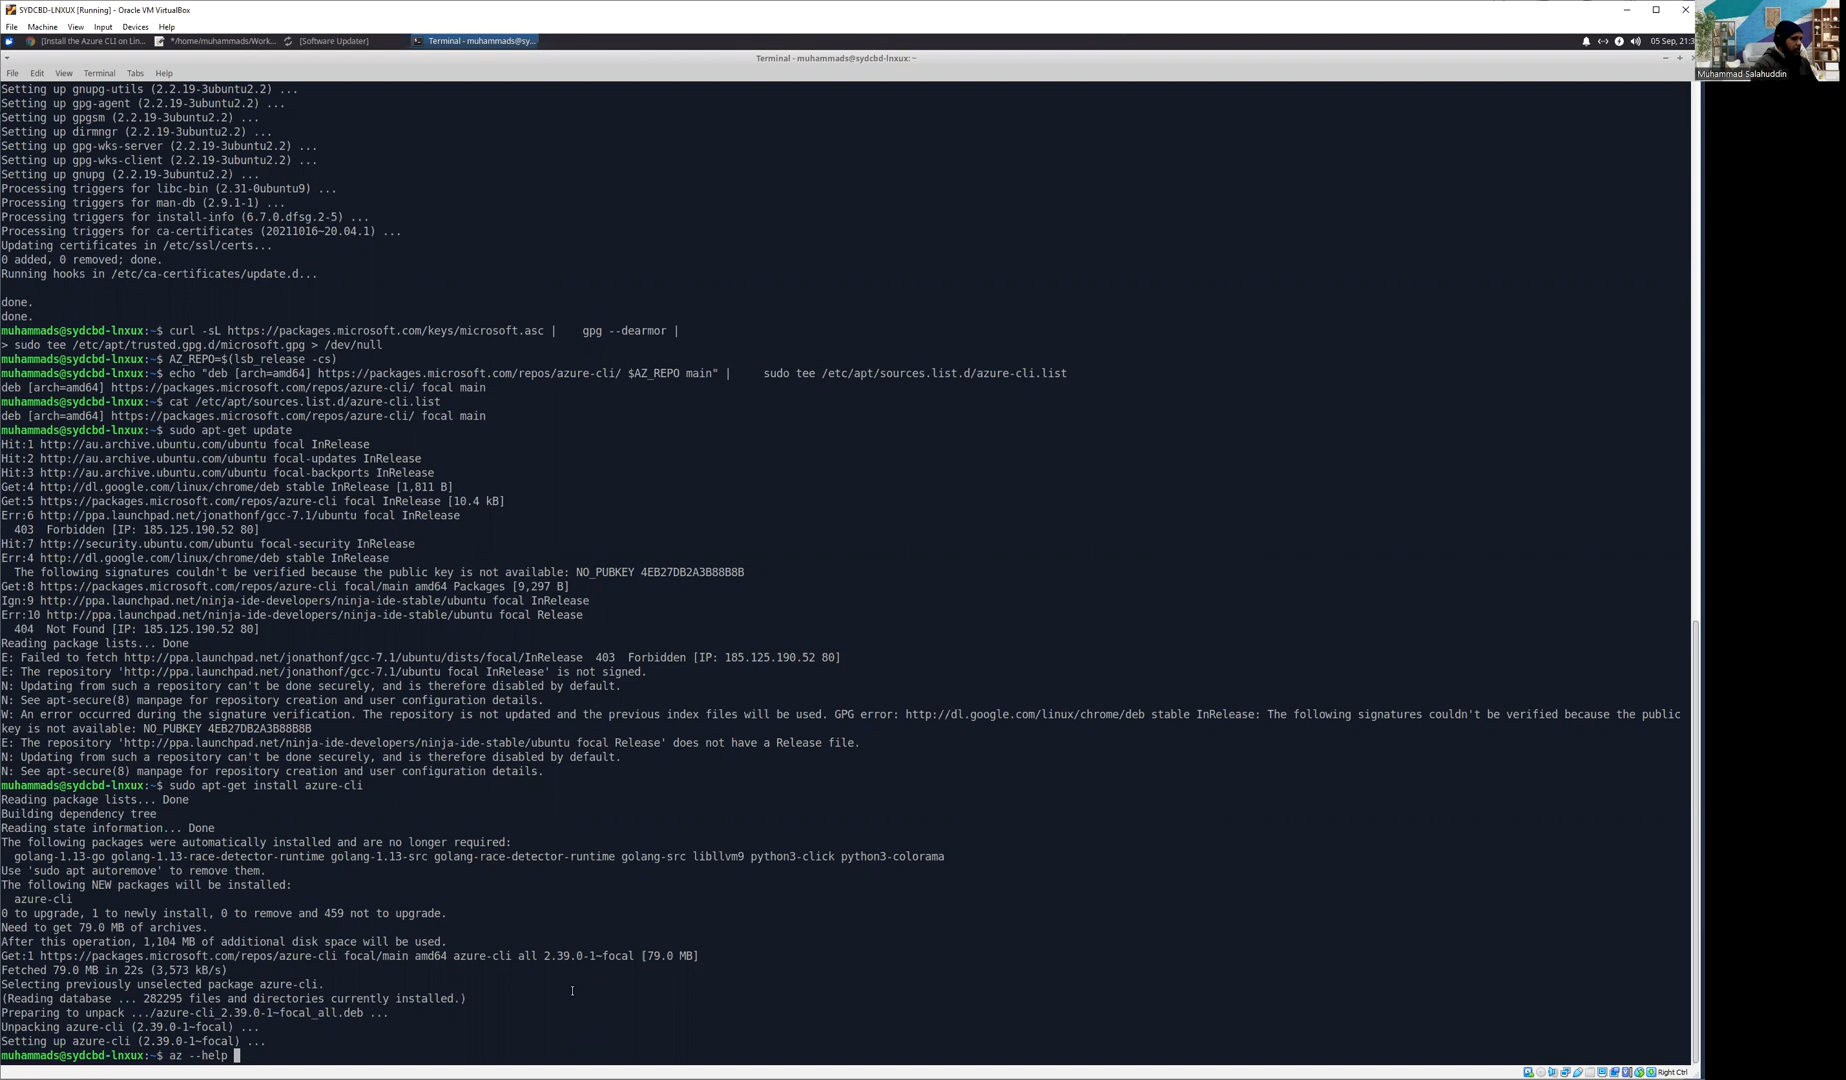 SYDCBD-LNXUX [Running] - Oracle VM VirtualBox
File Machine View Input Devices Help
[Install the Azure CLI on Lin...
*/home/muhammads/Work...
[Software Updater]
Terminal - muhammads@sy...
05 Sep, 21:3
Muhammad Salahuddin
Terminal - muhammads@sydcbd-lnxux: ~
File Edit View Terminal Tabs Help
Setting up gnupg-utils (2.2.19-3ubuntu2.2) ...
Setting up gpg-agent (2.2.19-3ubuntu2.2) ...
Setting up gpgsm (2.2.19-3ubuntu2.2) ...
Setting up dirmngr (2.2.19-3ubuntu2.2) ...
Setting up gpg-wks-server (2.2.19-3ubuntu2.2) ...
Setting up gpg-wks-client (2.2.19-3ubuntu2.2) ...
Setting up gnupg (2.2.19-3ubuntu2.2) ...
Processing triggers for libc-bin (2.31-0ubuntu9) ...
Processing triggers for man-db (2.9.1-1) ...
Processing triggers for install-info (6.7.0.dfsg.2-5) ...
Processing triggers for ca-certificates (20211016~20.04.1) ...
Updating certificates in /etc/ssl/certs...
0 added, 0 removed; done.
Running hooks in /etc/ca-certificates/update.d...
done.
done.
muhammads@sydcbd-lnxux:~$ curl -sL https://packages.microsoft.com/keys/microsoft.asc |    gpg --dearmor |
> sudo tee /etc/apt/trusted.gpg.d/microsoft.gpg > /dev/null
muhammads@sydcbd-lnxux:~$ AZ_REPO=$(lsb_release -cs)
muhammads@sydcbd-lnxux:~$ echo "deb [arch=amd64] https://packages.microsoft.com/repos/azure-cli/ $AZ_REPO main" |     sudo tee /etc/apt/sources.list.d/azure-cli.list
deb [arch=amd64] https://packages.microsoft.com/repos/azure-cli/ focal main
muhammads@sydcbd-lnxux:~$ cat /etc/apt/sources.list.d/azure-cli.list
deb [arch=amd64] https://packages.microsoft.com/repos/azure-cli/ focal main
muhammads@sydcbd-lnxux:~$ sudo apt-get update
Hit:1 http://au.archive.ubuntu.com/ubuntu focal InRelease
Hit:2 http://au.archive.ubuntu.com/ubuntu focal-updates InRelease
Hit:3 http://au.archive.ubuntu.com/ubuntu focal-backports InRelease
Get:4 http://dl.google.com/linux/chrome/deb stable InRelease [1,811 B]
Get:5 https://packages.microsoft.com/repos/azure-cli focal InRelease [10.4 kB]
Err:6 http://ppa.launchpad.net/jonathonf/gcc-7.1/ubuntu focal InRelease
  403  Forbidden [IP: 185.125.190.52 80]
Hit:7 http://security.ubuntu.com/ubuntu focal-security InRelease
Err:4 http://dl.google.com/linux/chrome/deb stable InRelease
  The following signatures couldn't be verified because the public key is not available: NO_PUBKEY 4EB27DB2A3B88B8B
Get:8 https://packages.microsoft.com/repos/azure-cli focal/main amd64 Packages [9,297 B]
Ign:9 http://ppa.launchpad.net/ninja-ide-developers/ninja-ide-stable/ubuntu focal InRelease
Err:10 http://ppa.launchpad.net/ninja-ide-developers/ninja-ide-stable/ubuntu focal Release
  404  Not Found [IP: 185.125.190.52 80]
Reading package lists... Done
E: Failed to fetch http://ppa.launchpad.net/jonathonf/gcc-7.1/ubuntu/dists/focal/InRelease  403  Forbidden [IP: 185.125.190.52 80]
E: The repository 'http://ppa.launchpad.net/jonathonf/gcc-7.1/ubuntu focal InRelease' is not signed.
N: Updating from such a repository can't be done securely, and is therefore disabled by default.
N: See apt-secure(8) manpage for repository creation and user configuration details.
W: An error occurred during the signature verification. The repository is not updated and the previous index files will be used. GPG error: http://dl.google.com/linux/chrome/deb stable InRelease: The following signatures couldn't be verified because the public
key is not available: NO_PUBKEY 4EB27DB2A3B88B8B
E: The repository 'http://ppa.launchpad.net/ninja-ide-developers/ninja-ide-stable/ubuntu focal Release' does not have a Release file.
N: Updating from such a repository can't be done securely, and is therefore disabled by default.
N: See apt-secure(8) manpage for repository creation and user configuration details.
muhammads@sydcbd-lnxux:~$ sudo apt-get install azure-cli
Reading package lists... Done
Building dependency tree
Reading state information... Done
The following packages were automatically installed and are no longer required:
  golang-1.13-go golang-1.13-race-detector-runtime golang-1.13-src golang-race-detector-runtime golang-src libllvm9 python3-click python3-colorama
Use 'sudo apt autoremove' to remove them.
The following NEW packages will be installed:
  azure-cli
0 to upgrade, 1 to newly install, 0 to remove and 459 not to upgrade.
Need to get 79.0 MB of archives.
After this operation, 1,104 MB of additional disk space will be used.
Get:1 https://packages.microsoft.com/repos/azure-cli focal/main amd64 azure-cli all 2.39.0-1~focal [79.0 MB]
Fetched 79.0 MB in 22s (3,573 kB/s)
Selecting previously unselected package azure-cli.
(Reading database ... 282295 files and directories currently installed.)
Preparing to unpack .../azure-cli_2.39.0-1~focal_all.deb ...
Unpacking azure-cli (2.39.0-1~focal) ...
Setting up azure-cli (2.39.0-1~focal) ...
muhammads@sydcbd-lnxux:~$ az --help
Right Ctrl